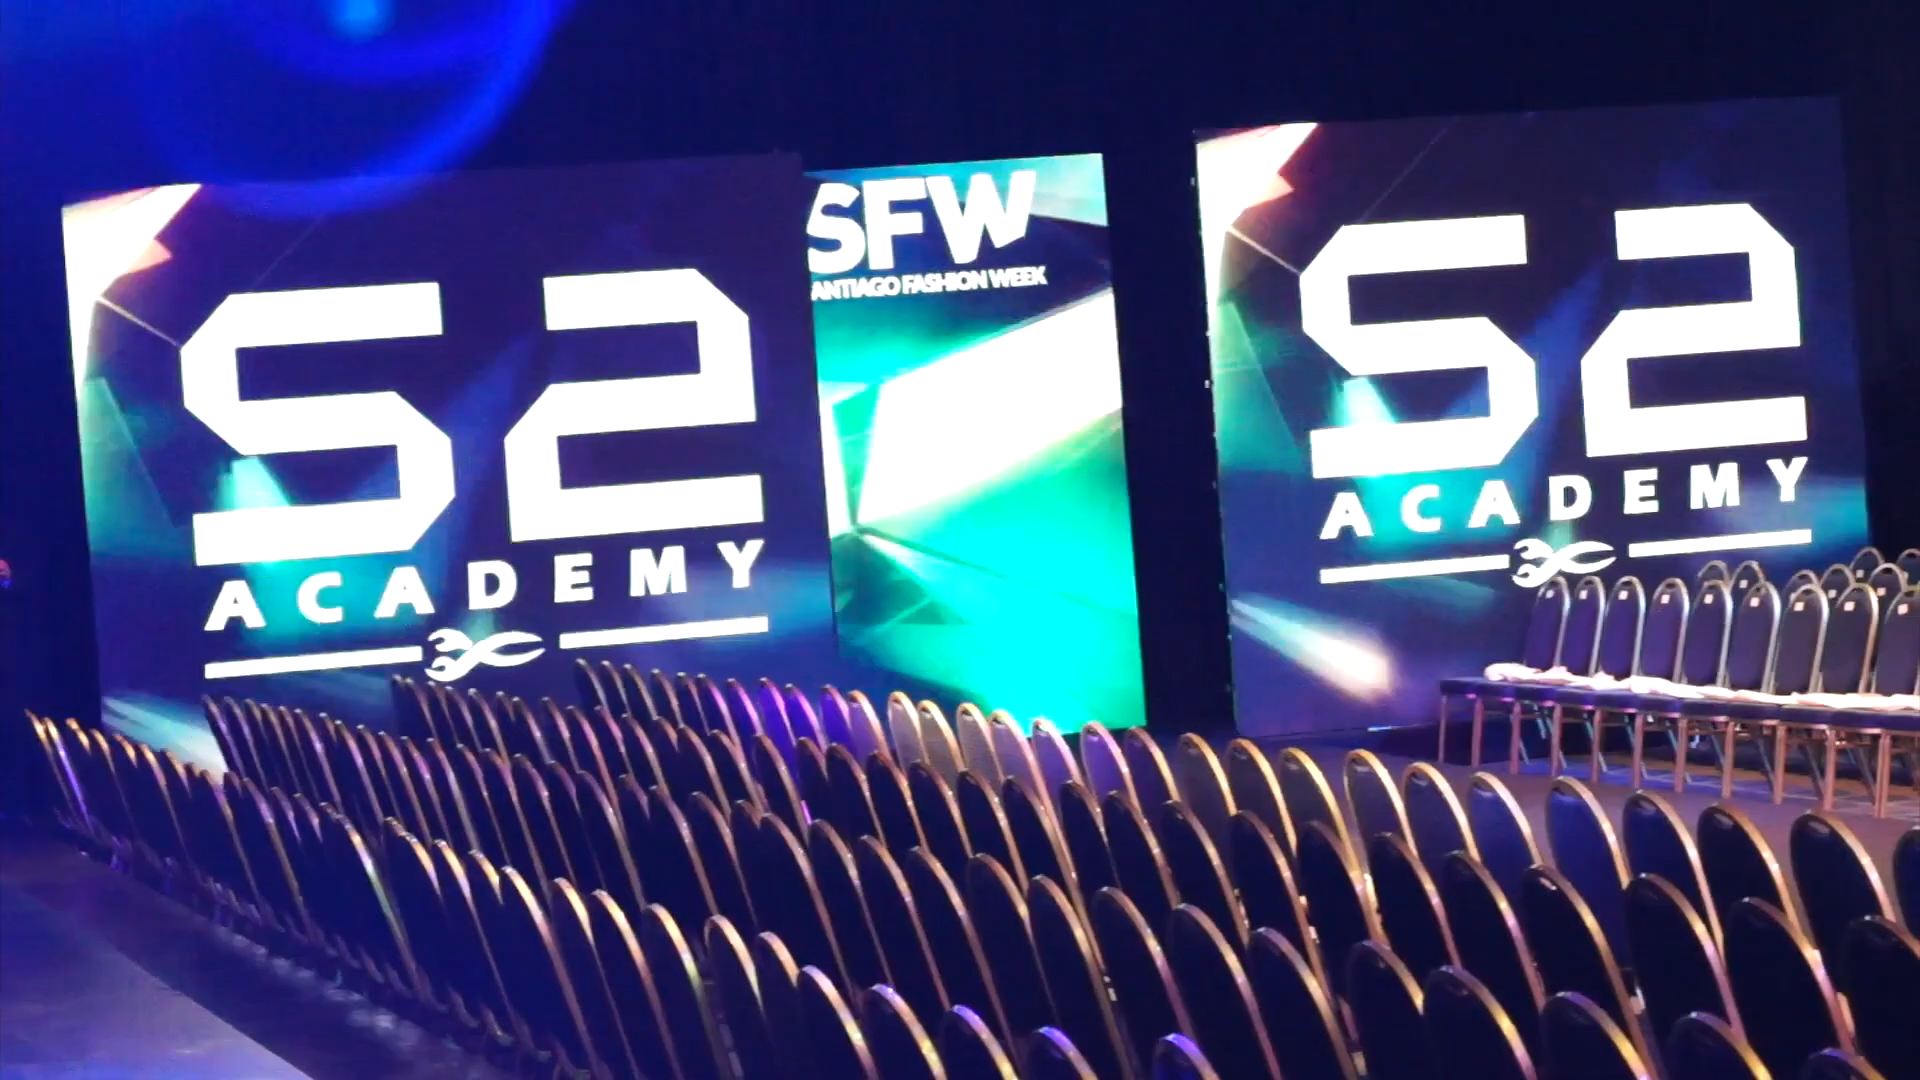 S2
ACADEMY
SFW
ANTIAGO FASHION WEEK
S2
ACADEMY